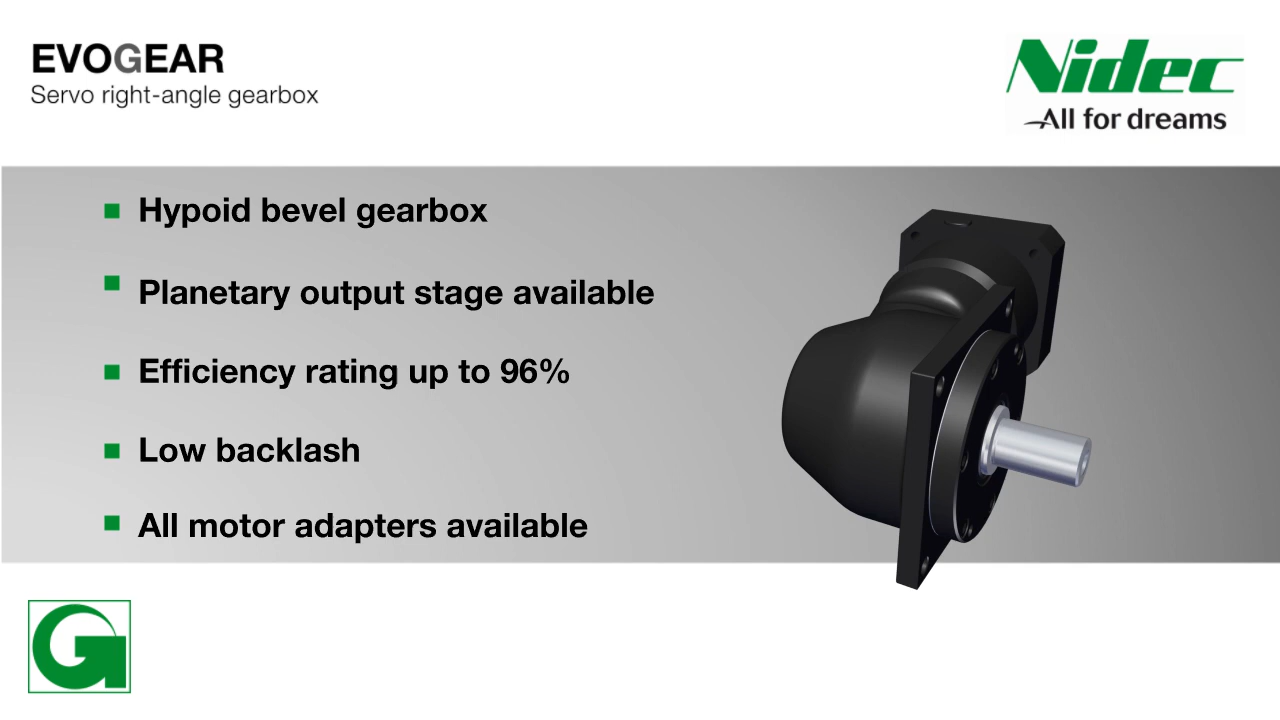 EVOGEAR
Servo right-angle gearbox
Nidec
All for dreams
Hypoid bevel gearbox
Planetary output stage available
Efficiency rating up to 96%
Low backlash
All motor adapters available
G